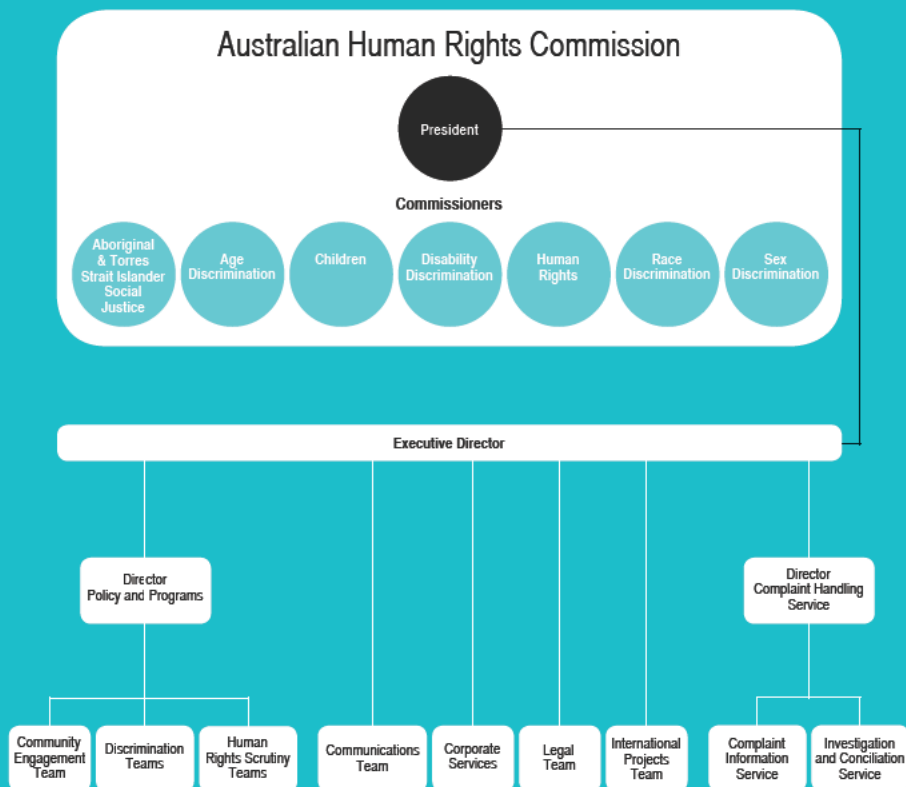 Australian Human Rights Commission
President
Commissioners
Aboriginal
& Torres
Strait Islander
Social
Justice
Age
Discrimination
Children
Disability
Discrimination
Human
Rights
Race
Discrimination
Sex
Discrimination
Executive Director
Director
Policy and Programs
Director
Complaint Handling
Service
Community
Engagement
Team
Discrimination
Teams
Human
Rights Scrutiny
Teams
Communications
Team
Corporate
Services
Legal
Team
International
Projects
Team
Complaint
Information
Service
Investigation
and Conciliation
Service